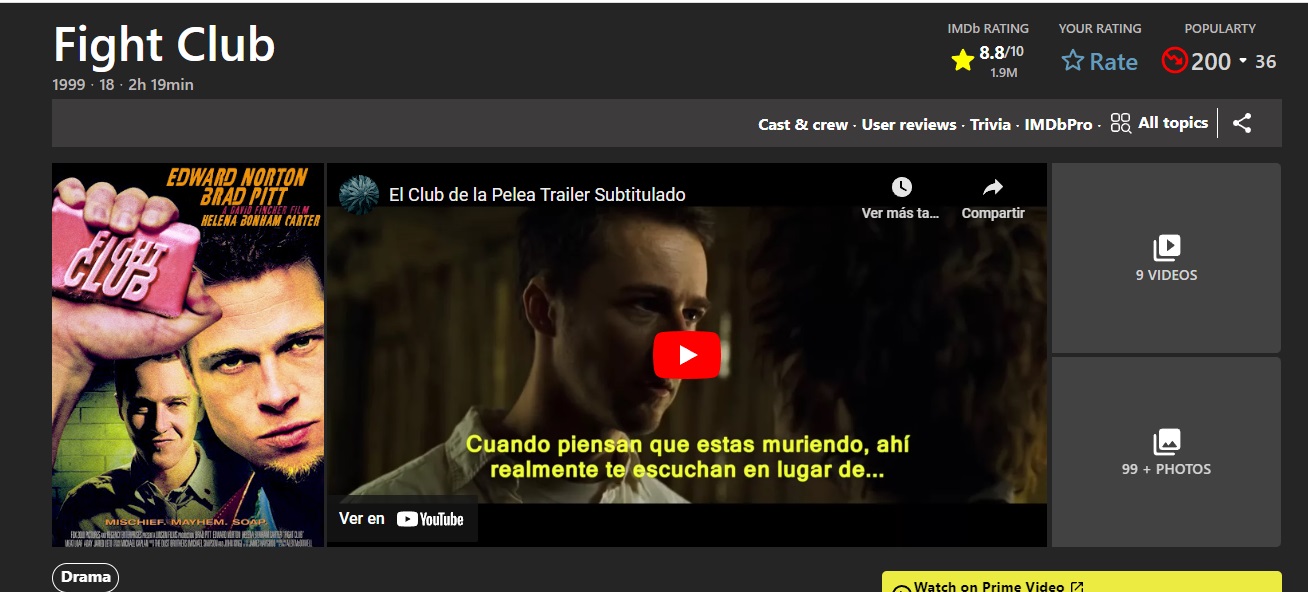 Fight Club
1999 · 18 · 2h 19min
IMDb RATING
8.8/10
1.9M
YOUR RATING
Rate
POPULARTY
200
36
Cast & crew · User reviews · Trivia · IMDbPro · All topics
EDWARD NORTON
BRAD PITT
A DAVID FINCHER FILM
HELENA BONHAM CARTER
FIGHT
CLUB
MISCHIEF. MAYHEM. SOAP.
El Club de la Pelea Trailer Subtitulado
Ver más ta...
Compartir
Cuando piensan que estas muriendo, ahí
realmente te escuchan en lugar de...
Ver en YouTube
9 VIDEOS
99 + PHOTOS
Drama
Watch on Prime Video